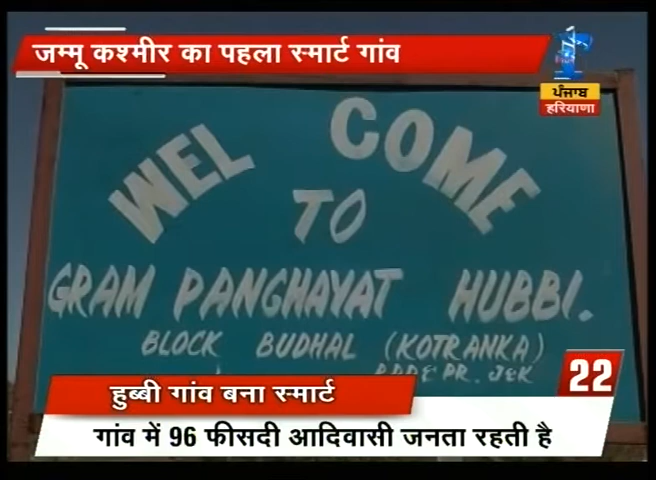 जम्मू कश्मीर का पहला स्मार्ट गांव
ਪੰਜਾਬ
हरियाणा
WEL COME
TO
GRAM PANGHAYAT HUBBI.
BLOCK BUDHAL (KOTRANKA)
PR. J&K
22
हुब्बी गांव बना स्मार्ट
गांव में 96 फीसदी आदिवासी जनता रहती है